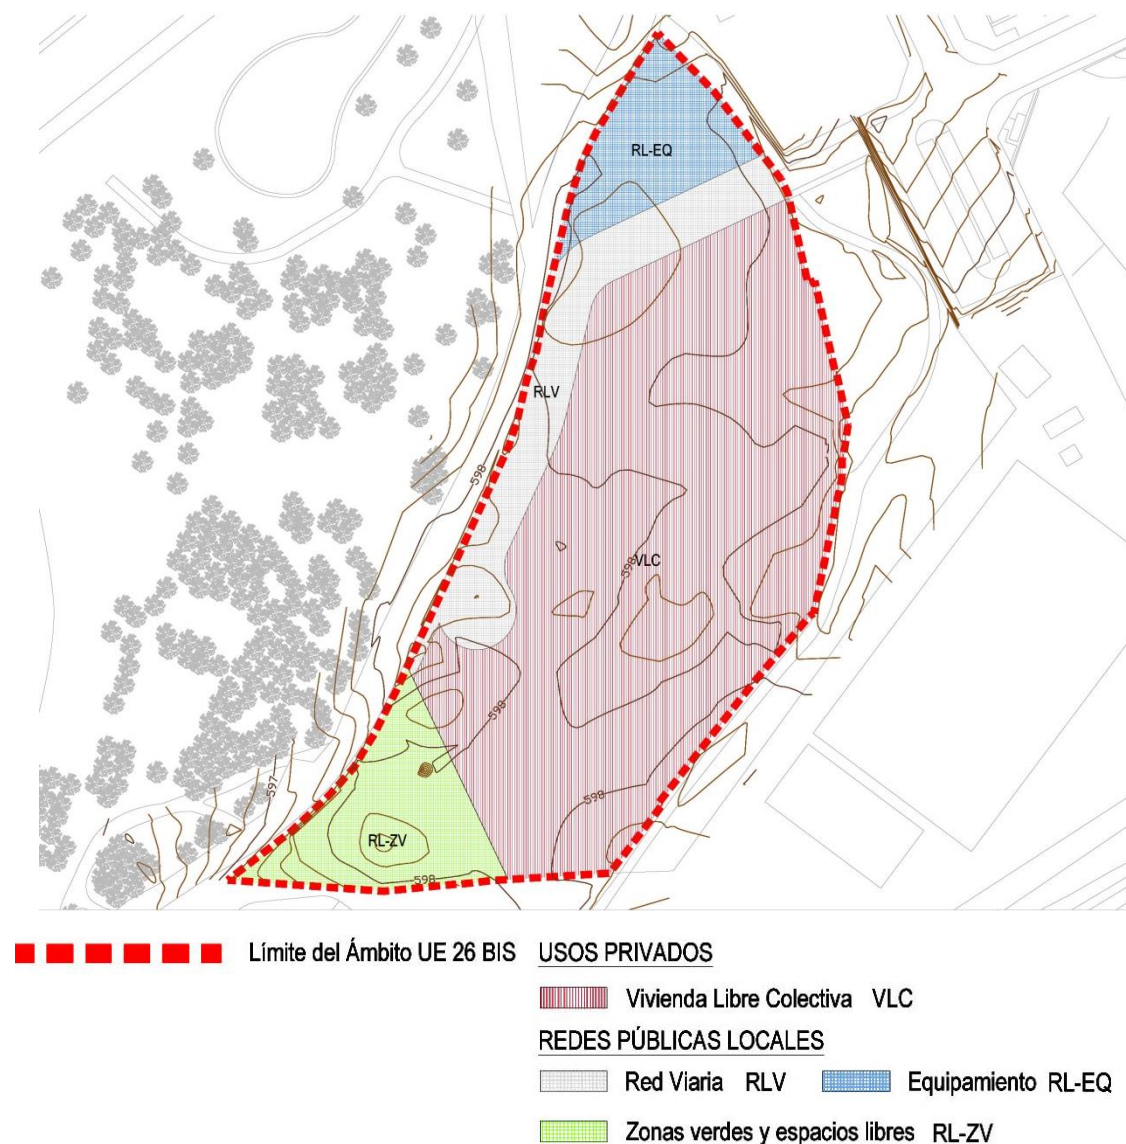 RL-EQ
RLV
598
598
VLC
598
597
598
RL-ZV
598
Límite del Ámbito UE 26 BIS
USOS PRIVADOS
Vivienda Libre Colectiva VLC
REDES PÚBLICAS LOCALES
Red Viaria RLV
Equipamiento RL-EQ
Zonas verdes y espacios libres RL-ZV